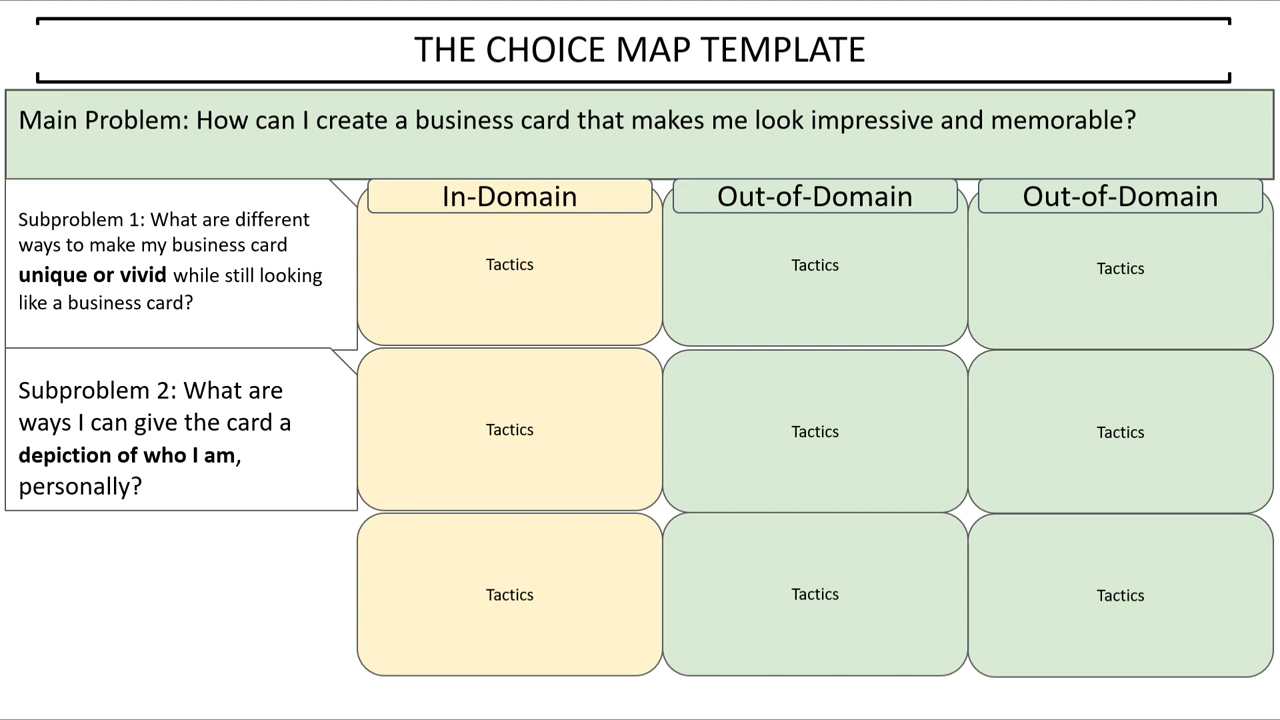 THE CHOICE MAP TEMPLATE
Main Problem: How can I create a business card that makes me look impressive and memorable?
In-Domain
Out-of-Domain
Out-of-Domain
Subproblem 1: What are different
ways to make my business card
unique or vivid while still looking
like a business card?
Tactics
Tactics
Tactics
Subproblem 2: What are
ways I can give the card a
depiction of who I am,
personally?
Tactics
Tactics
Tactics
Tactics
Tactics
Tactics